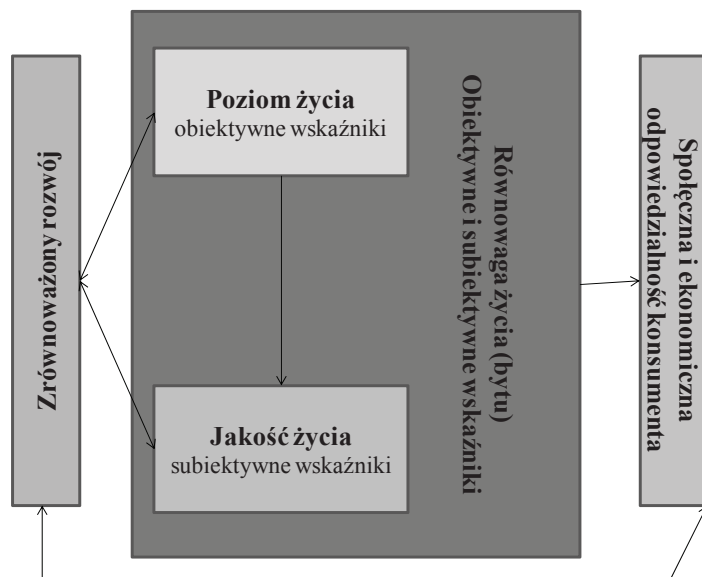 Zrównoważony rozwój
Poziom życia
obiektywne wskaźniki
Jakość życia
subiektywne wskaźniki
Równowaga życia (bytu)
Obiektywne i subiektywne wskaźniki
Społęczna i ekonomiczna
odpowiedzialność konsumenta